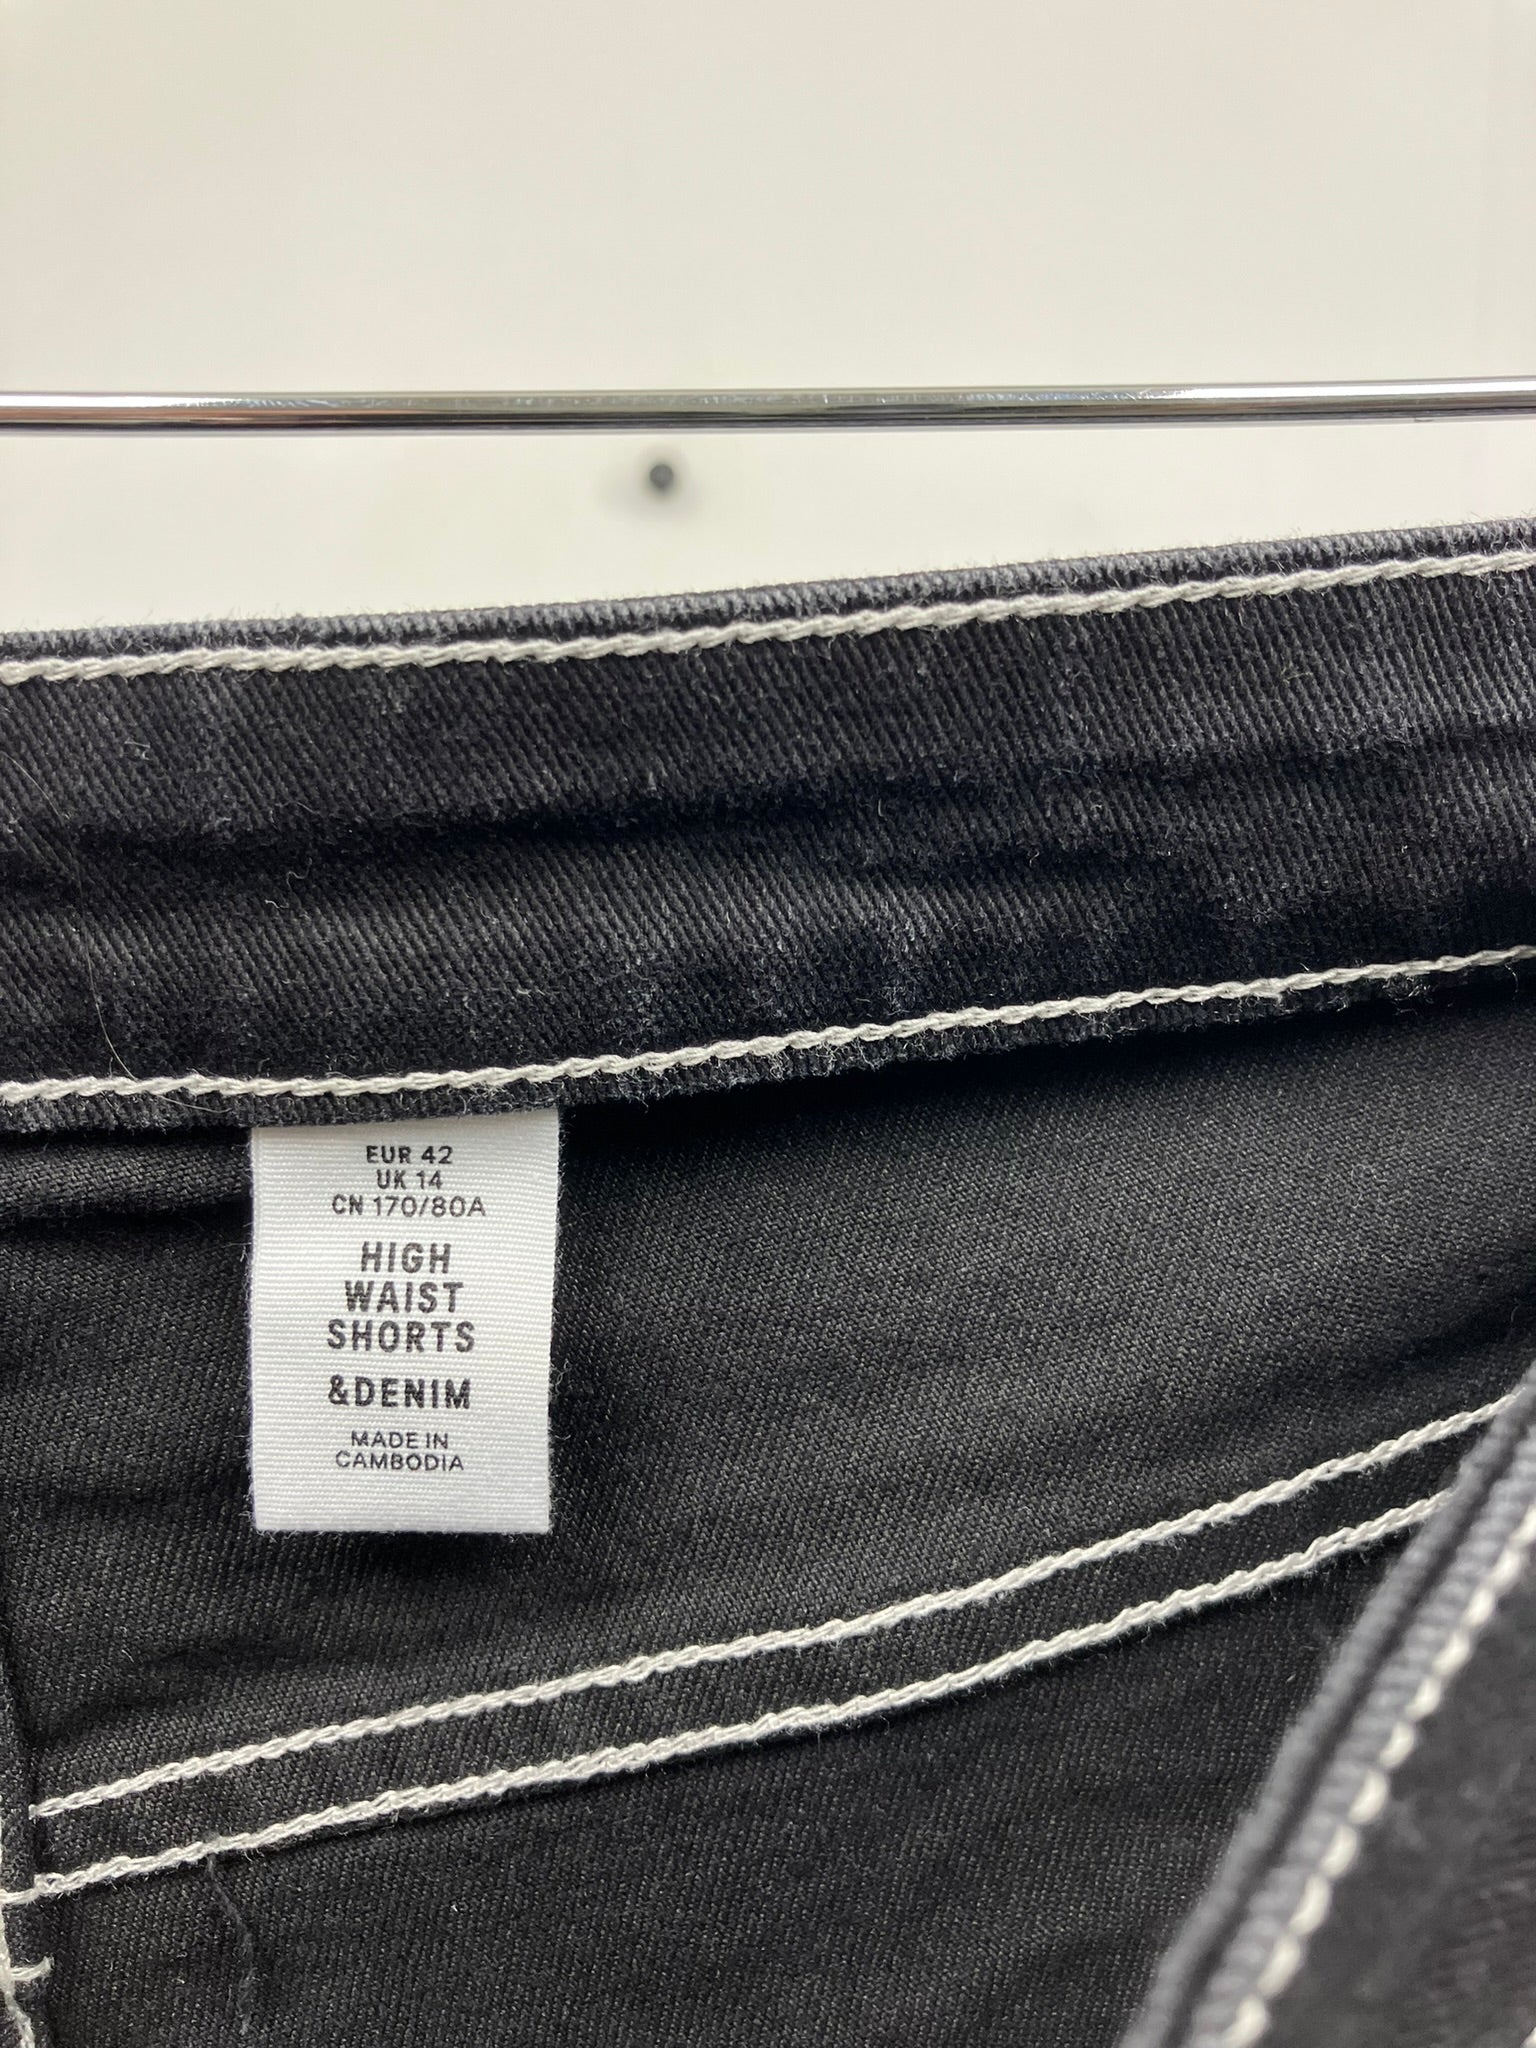 EUR 42
UK 14
CN 170/80A
HIGH
WAIST
SHORTS
&DENIM
MADE IN
CAMBODIA